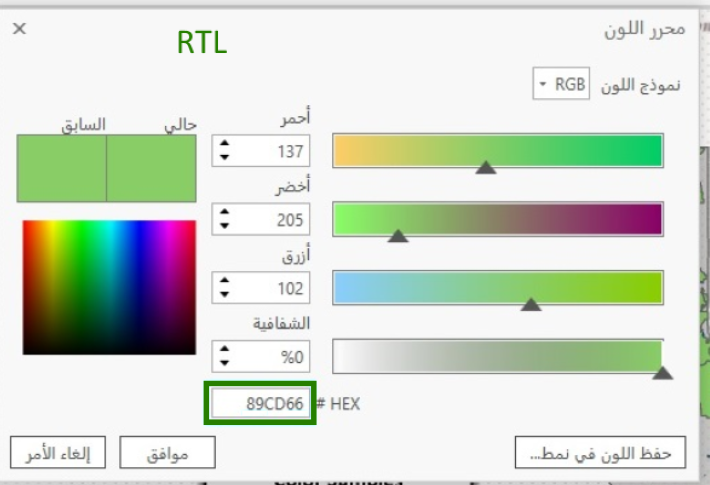 محرر اللون
RTL
نموذج اللون RGB
أحمر
حالي السابق
137
أخضر
205
أزرق
102
الشفافية
%0
# HEX 89CD66
حفظ اللون في نمط...
موافق
إلغاء الأمر